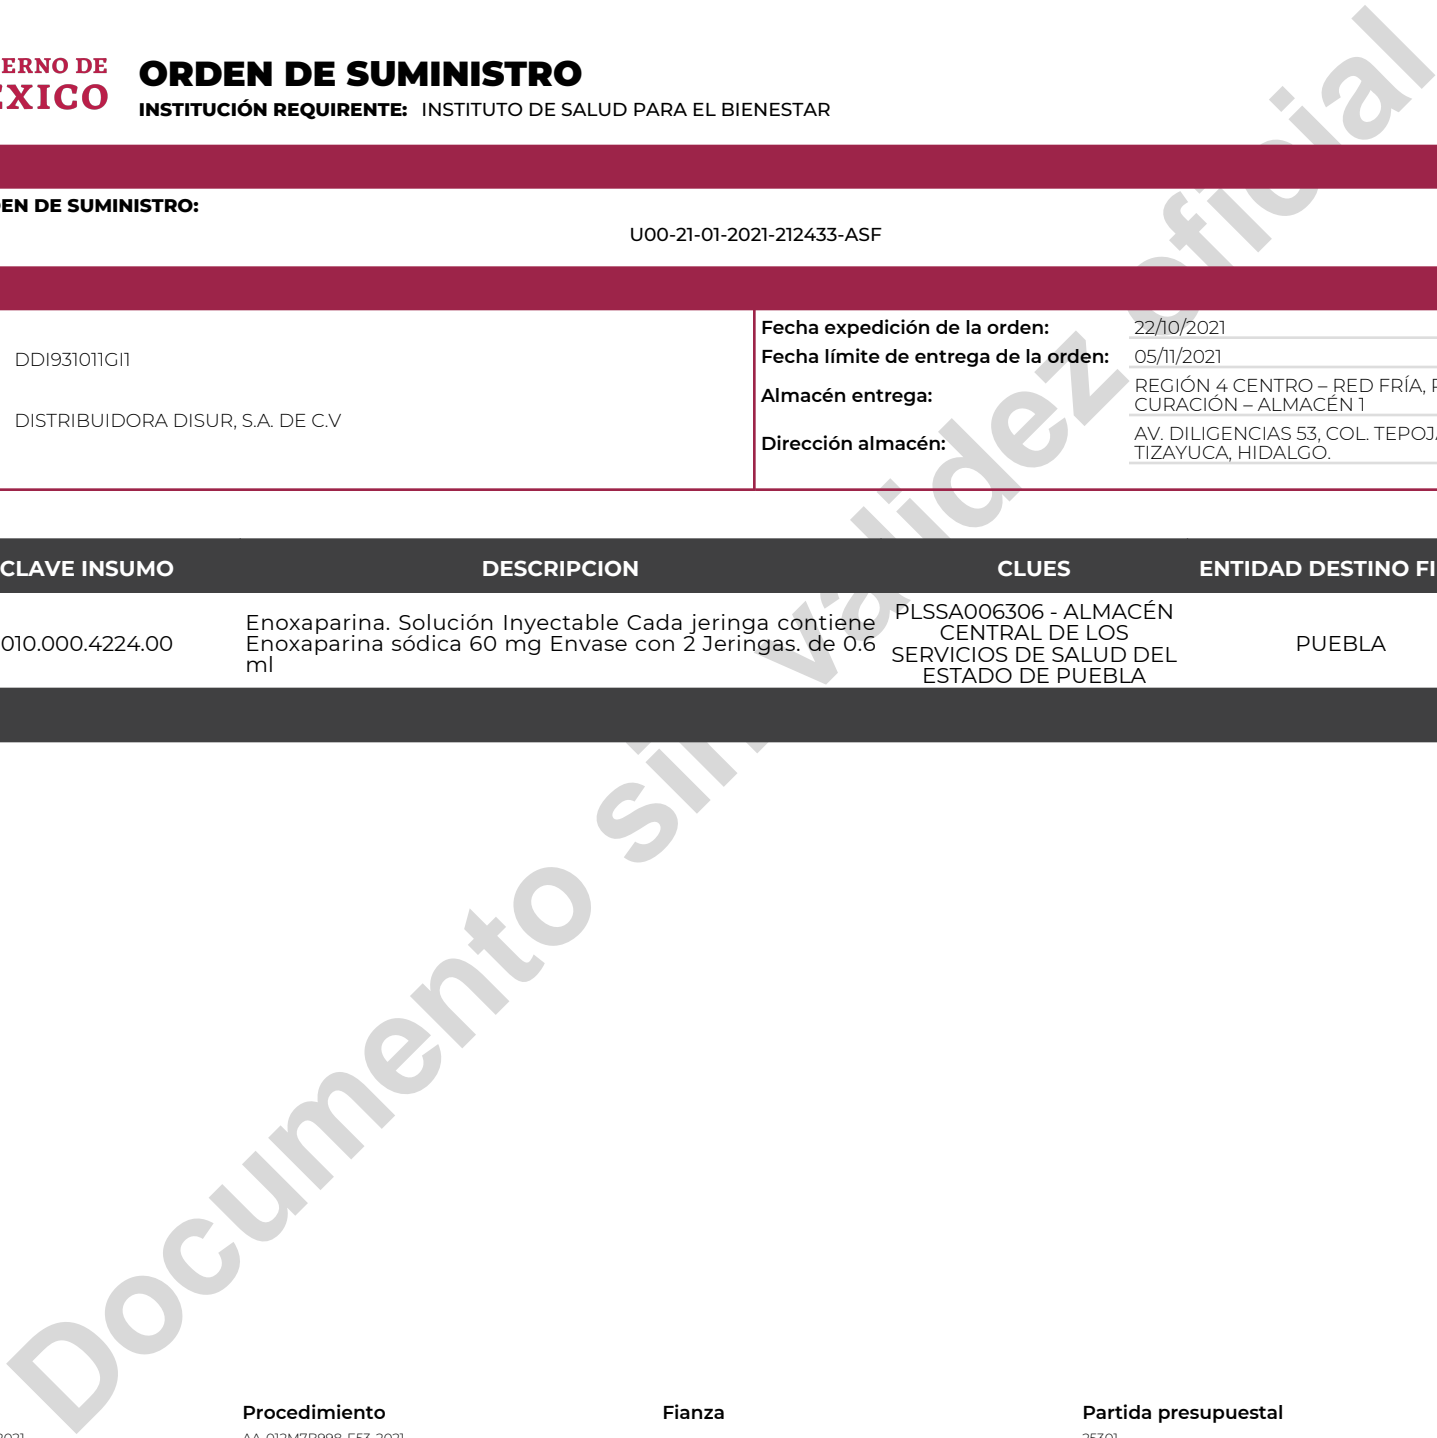 ERNO DE
ÉXICO
ORDEN DE SUMINISTRO
INSTITUCIÓN REQUIRENTE: INSTITUTO DE SALUD PARA EL BIENESTAR
EN DE SUMINISTRO:
U00-21-01-2021-212433-ASF
DDI931011GI1
DISTRIBUIDORA DISUR, S.A. DE C.V
Fecha expedición de la orden: 22/10/2021
Fecha límite de entrega de la orden: 05/11/2021
Almacén entrega: REGIÓN 4 CENTRO – RED FRÍA,
CURACIÓN – ALMACÉN 1
Dirección almacén: AV. DILIGENCIAS 53, COL. TEPOJA
TIZAYUCA, HIDALGO.
CLAVE INSUMO DESCRIPCION CLUES ENTIDAD DESTINO FI
010.000.4224.00
Enoxaparina. Solución Inyectable Cada jeringa contiene
Enoxaparina sódica 60 mg Envase con 2 Jeringas. de 0.6
ml
PLSSA006306 - ALMACÉN
CENTRAL DE LOS
SERVICIOS DE SALUD DEL
ESTADO DE PUEBLA
PUEBLA
Documento sin validez oficial
Procedimiento Fianza Partida presupuestal